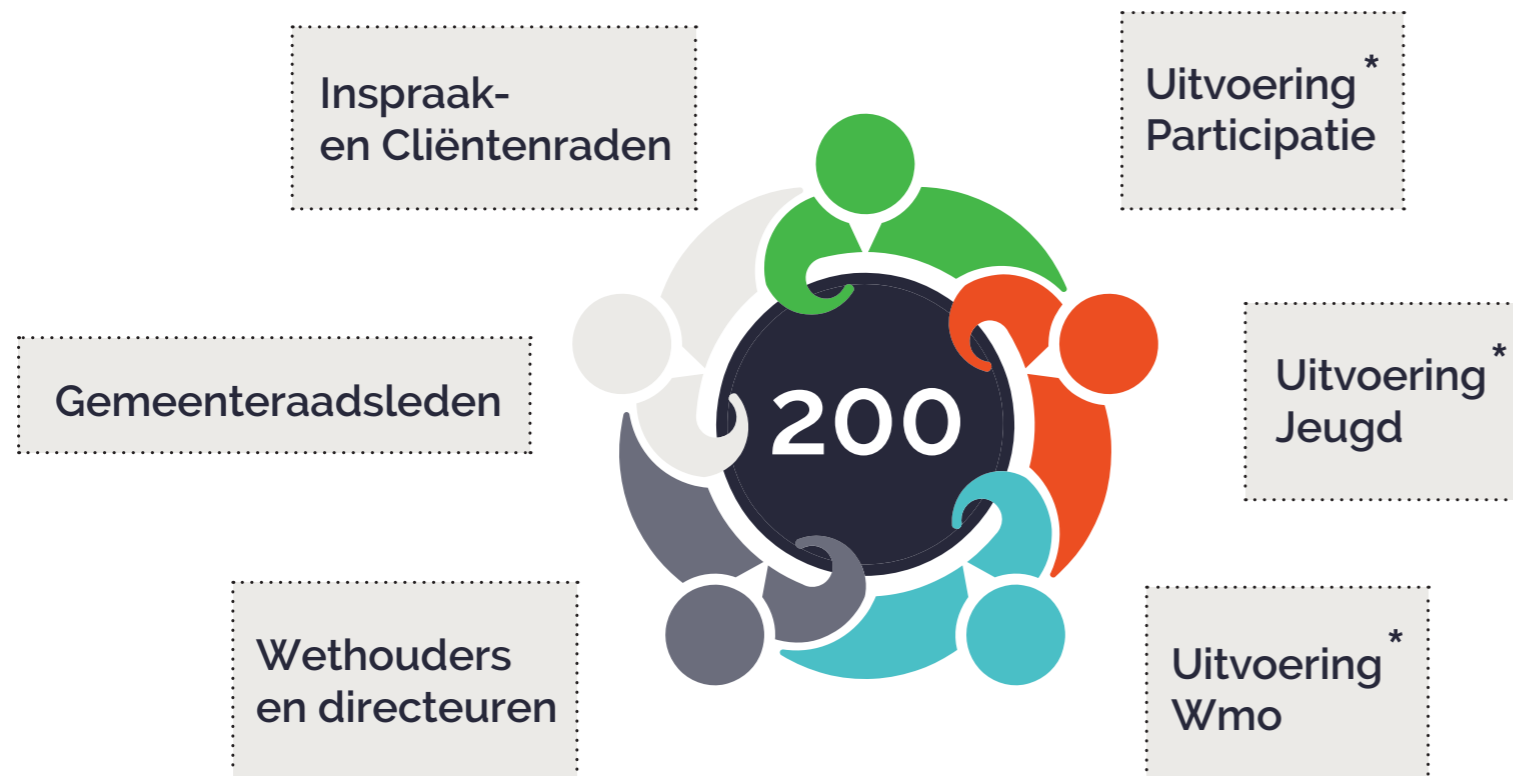 Inspraak-
en Cliëntenraden
Uitvoering*
Participatie
Gemeenteraadsleden
200
Uitvoering*
Jeugd
Wethouders
en directeuren
Uitvoering*
Wmo